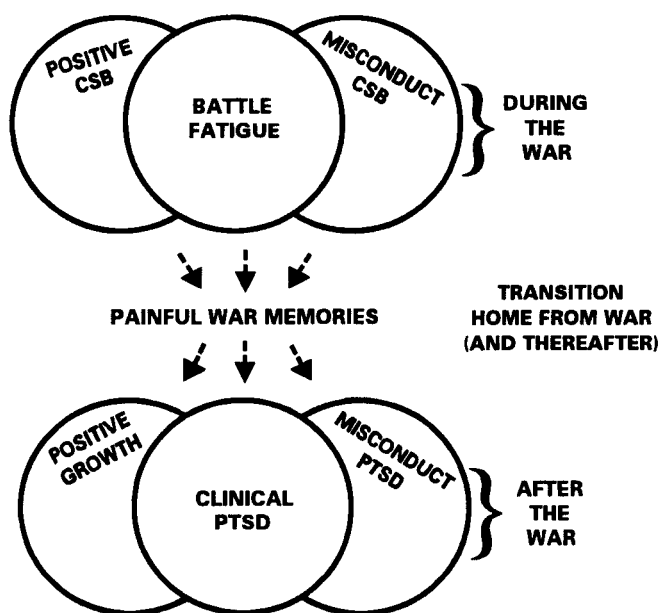 POSITIVE
CSB
BATTLE
FATIGUE
MISCONDUCT
CSB
DURING
THE
WAR
PAINFUL WAR MEMORIES
TRANSITION
HOME FROM WAR
(AND THEREAFTER)
POSITIVE
GROWTH
CLINICAL
PTSD
MISCONDUCT
PTSD
AFTER
THE
WAR